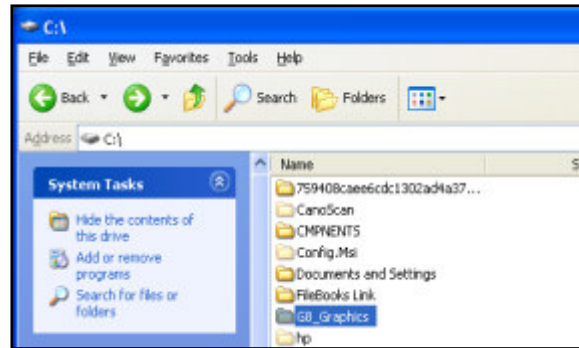 C:\
File Edit View Favorites Tools Help
Back Search Folders
Address C:\
Name S
System Tasks
Hide the contents of
this drive
Add or remove
programs
Search for files or
folders
759408caee6cdc1302ad4a37...
CanoScan
CMPNENTS
Config.Msi
Documents and Settings
FileBooks Link
GB_Graphics
hp